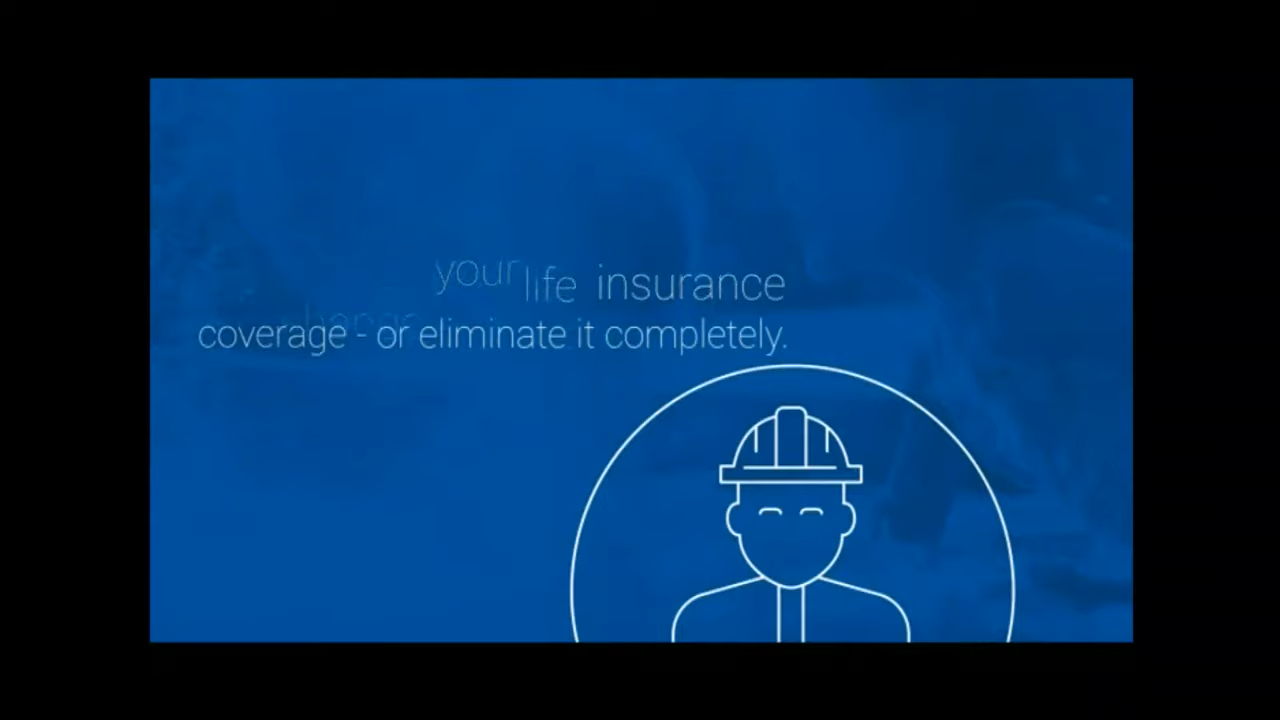 your life insurance
coverage - or eliminate it completely.